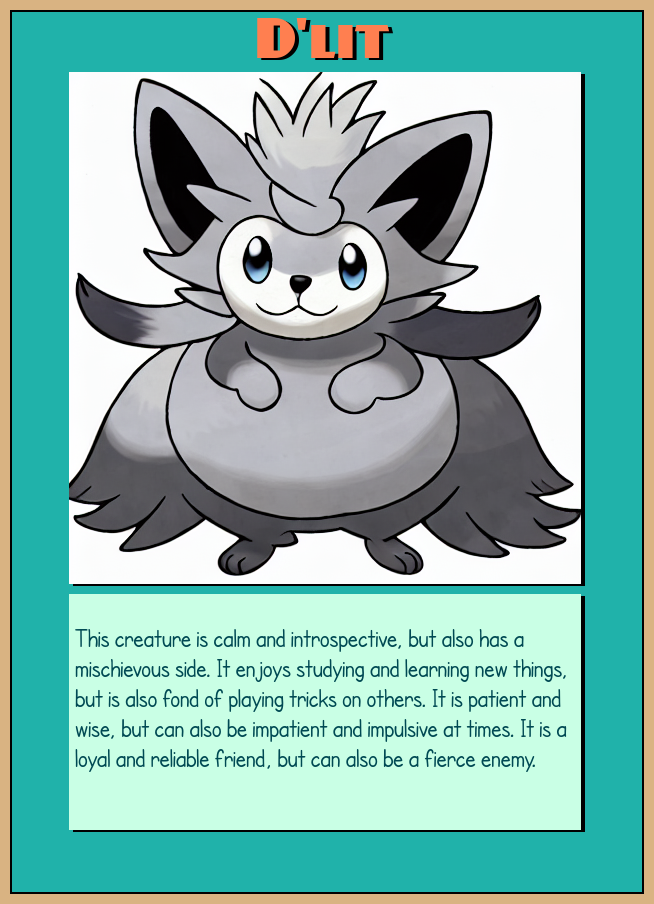 D'lit
This creature is calm and introspective, but also has a
mischievous side. It enjoys studying and learning new things,
but is also fond of playing tricks on others. It is patient and
wise, but can also be impatient and impulsive at times. It is a
loyal and reliable friend, but can also be a fierce enemy.